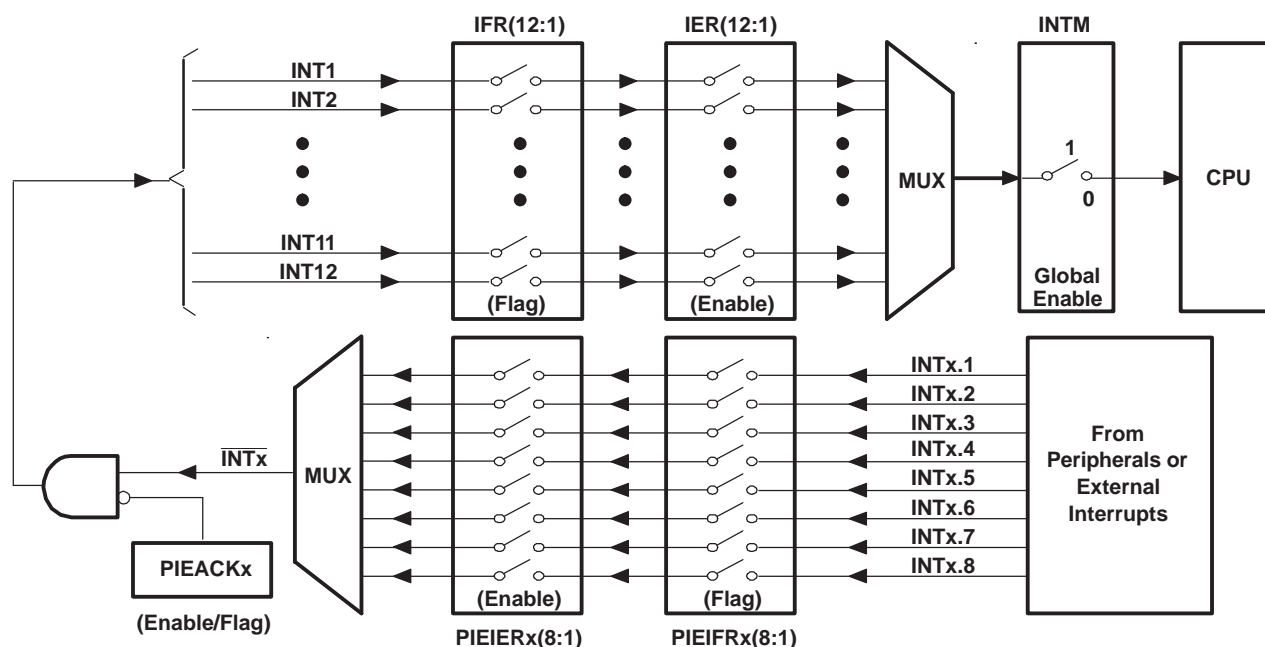 IFR(12:1)
IER(12:1)
INTM
INT1
INT2
1
MUX
CPU
0
INT11
INT12
Global
Enable
(Flag)
(Enable)
INTx.1
INTx.2
INTx.3
INTx.4
INTx.5
INTx.6
INTx.7
INTx.8
From
Peripherals or
External
Interrupts
INTx
MUX
PIEACKx
(Enable/Flag)
(Enable)
(Flag)
PIEIERx(8:1)
PIEIFRx(8:1)